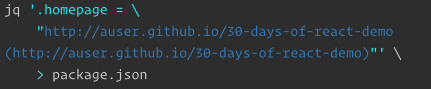 jq '.homepage = \
"http://auser.github.io/30-days-of-react-demo
(http://auser.github.io/30-days-of-react-demo)"' \
> package.json